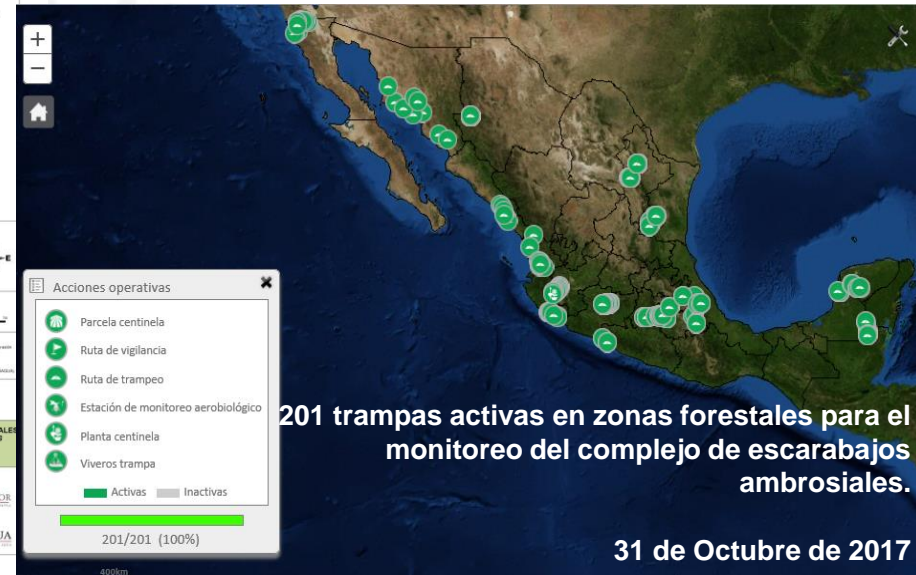 +
−
Acciones operativas
Parcela centinela
Ruta de vigilancia
Ruta de trampeo
Estación de monitoreo aerobiológico
Planta centinela
Viveros trampa
Activas Inactivas
201/201 (100%)
400km
201 trampas activas en zonas forestales para el
monitoreo del complejo de escarabajos
ambrosiales.
31 de Octubre de 2017